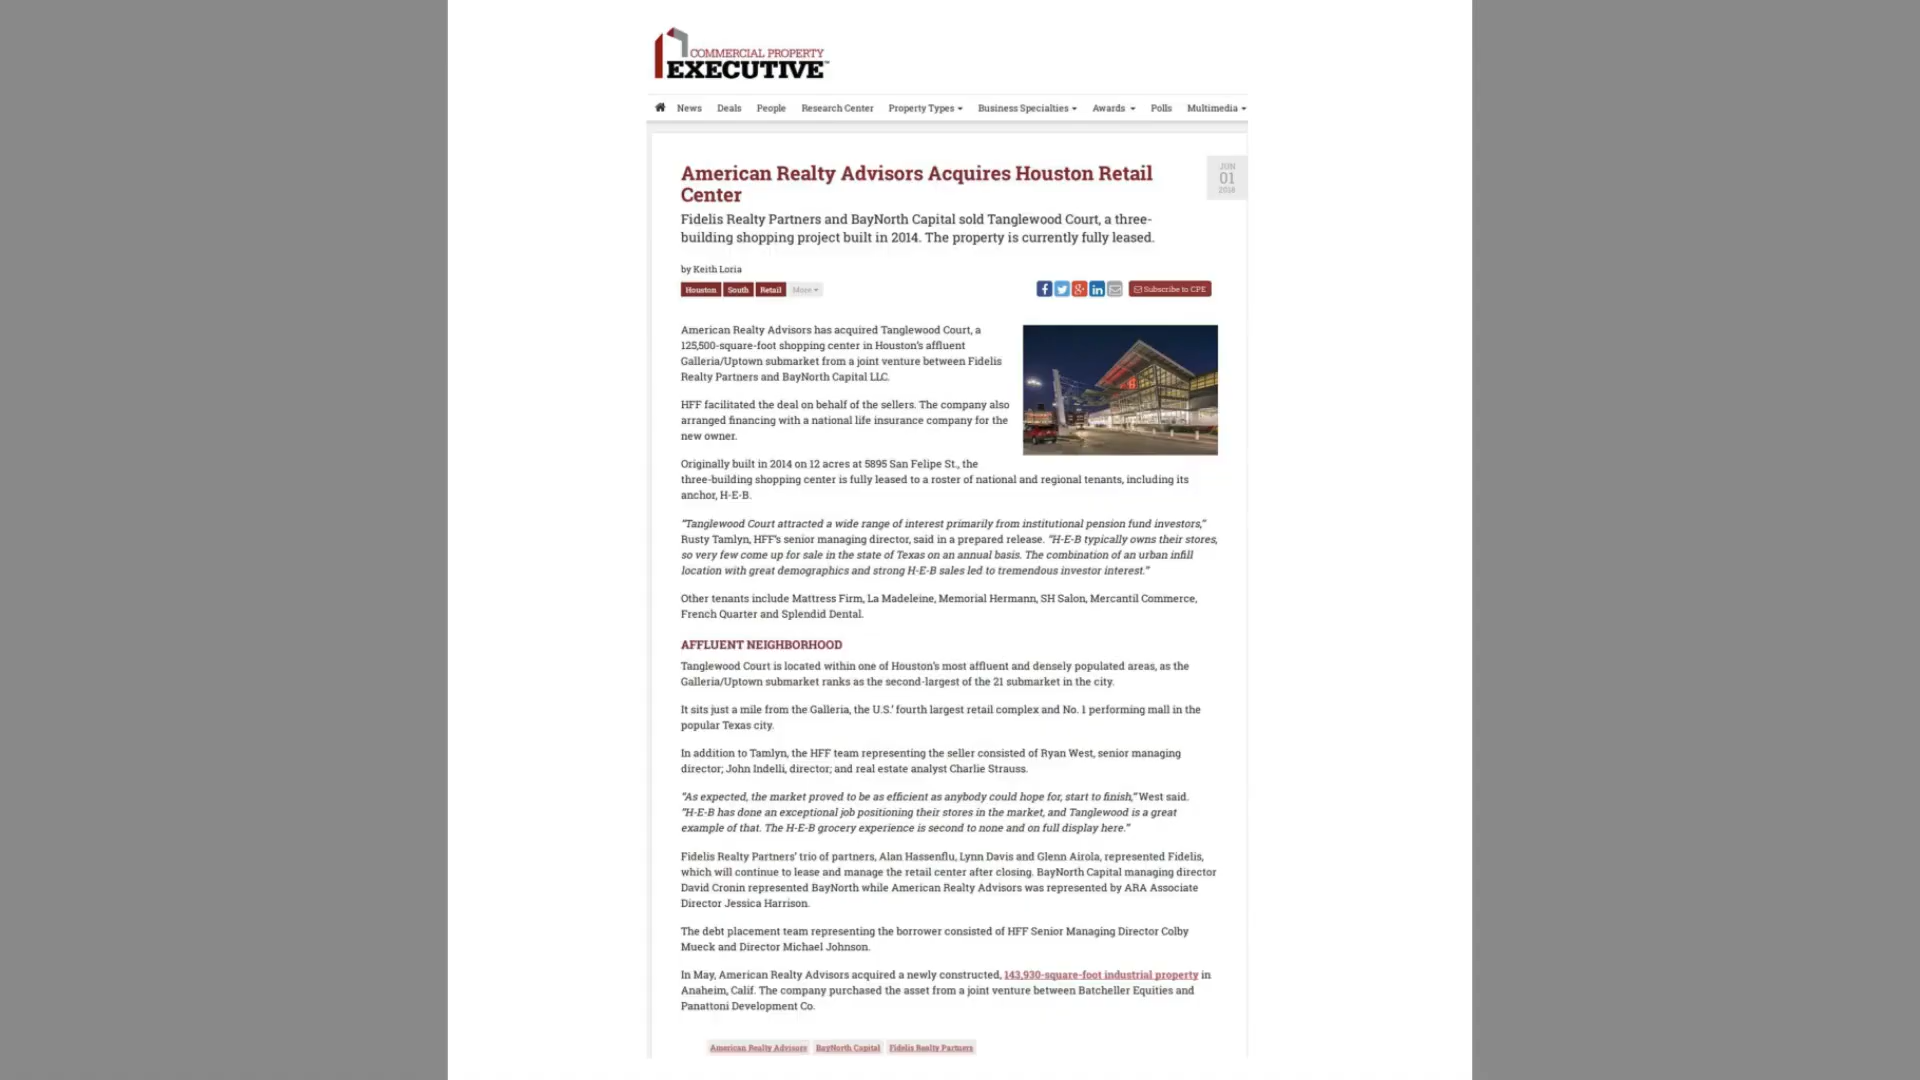 COMMERCIAL PROPERTY
EXECUTIVE
News Deals People Research Center Property Types Business Specialties Awards Polls Multimedia
American Realty Advisors Acquires Houston Retail
Center
JUN
01
2018
Fidelis Realty Partners and BayNorth Capital sold Tanglewood Court, a three-
building shopping project built in 2014. The property is currently fully leased.
by Keith Loria
Houston South Retail More
Subscribe to CPE
American Realty Advisors has acquired Tanglewood Court, a
125,500-square-foot shopping center in Houston's affluent
Galleria/Uptown submarket from a joint venture between Fidelis
Realty Partners and BayNorth Capital LLC.
HFF facilitated the deal on behalf of the sellers. The company also
arranged financing with a national life insurance company for the
new owner.
Originally built in 2014 on 12 acres at 5895 San Felipe St., the
three-building shopping center is fully leased to a roster of national and regional tenants, including its
anchor, H-E-B.
"Tanglewood Court attracted a wide range of interest primarily from institutional pension fund investors,"
Rusty Tamlyn, HFF's senior managing director, said in a prepared release. "H-E-B typically owns their stores,
so very few come up for sale in the state of Texas on an annual basis. The combination of an urban infill
location with great demographics and strong H-E-B sales led to tremendous investor interest."
Other tenants include Mattress Firm, La Madeleine, Memorial Hermann, SH Salon, Mercantil Commerce,
French Quarter and Splendid Dental.
AFFLUENT NEIGHBORHOOD
Tanglewood Court is located within one of Houston's most affluent and densely populated areas, as the
Galleria/Uptown submarket ranks as the second-largest of the 21 submarket in the city.
It sits just a mile from the Galleria, the U.S.' fourth largest retail complex and No. 1 performing mall in the
popular Texas city.
In addition to Tamlyn, the HFF team representing the seller consisted of Ryan West, senior managing
director; John Indelli, director; and real estate analyst Charlie Strauss.
"As expected, the market proved to be as efficient as anybody could hope for, start to finish," West said.
"H-E-B has done an exceptional job positioning their stores in the market, and Tanglewood is a great
example of that. The H-E-B grocery experience is second to none and on full display here."
Fidelis Realty Partners' trio of partners, Alan Hassenflu, Lynn Davis and Glenn Airola, represented Fidelis,
which will continue to lease and manage the retail center after closing. BayNorth Capital managing director
David Cronin represented BayNorth while American Realty Advisors was represented by ARA Associate
Director Jessica Harrison.
The debt placement team representing the borrower consisted of HFF Senior Managing Director Colby
Mueck and Director Michael Johnson.
In May, American Realty Advisors acquired a newly constructed, 143,930-square-foot industrial property in
Anaheim, Calif. The company purchased the asset from a joint venture between Batcheller Equities and
Panattoni Development Co.
American Realty Advisors BayNorth Capital Fidelis Realty Partners